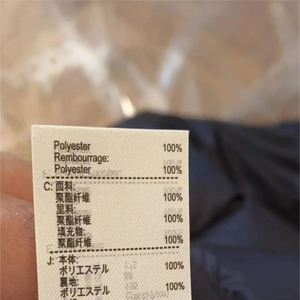 Polyester 100%
Rembourrage:
Polyester 100%
C: 面料:
聚酯纤维 100%
里料:
聚酯纤维 100%
填充物:
聚酯纤维 100%
J: 本体:
ポリエステル 100%
裏地:
ポリエステル 100%